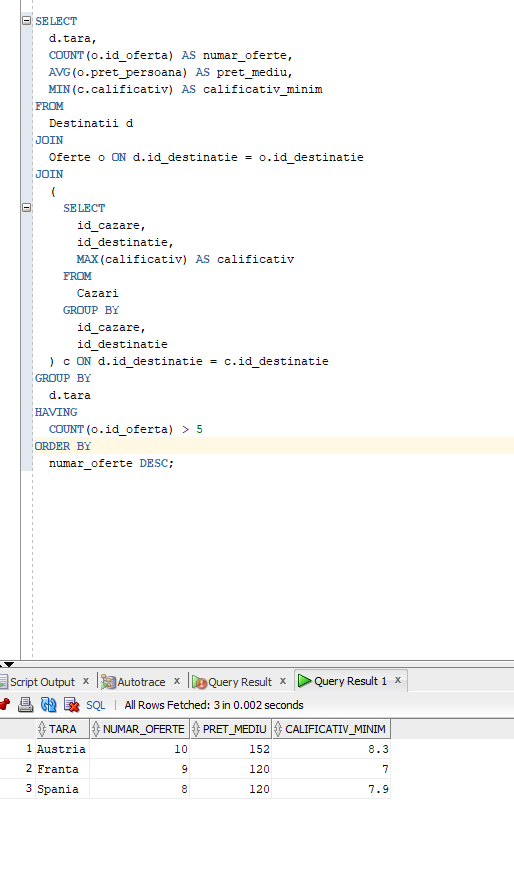 SELECT
d.tara,
COUNT(o.id_oferta) AS numar_oferte,
AVG(o.pret_persoana) AS pret_mediu,
MIN(c.calificativ) AS calificativ_minim
FROM
Destinatii d
JOIN
Oferte o ON d.id_destinatie = o.id_destinatie
JOIN
(
SELECT
id_cazare,
id_destinatie,
MAX(calificativ) AS calificativ
FROM
Cazari
GROUP BY
id_cazare,
id_destinatie
) c ON d.id_destinatie = c.id_destinatie
GROUP BY
d.tara
HAVING
COUNT(o.id_oferta) > 5
ORDER BY
numar_oferte DESC;
Script Output x Autotrace x Query Result x Query Result 1 x
SQL | All Rows Fetched: 3 in 0.002 seconds
TARA NUMAR_OFERTE PRET_MEDIU CALIFICATIV_MINIM
1 Austria 10 152 8.3
2 Franta 9 120 7
3 Spania 8 120 7.9